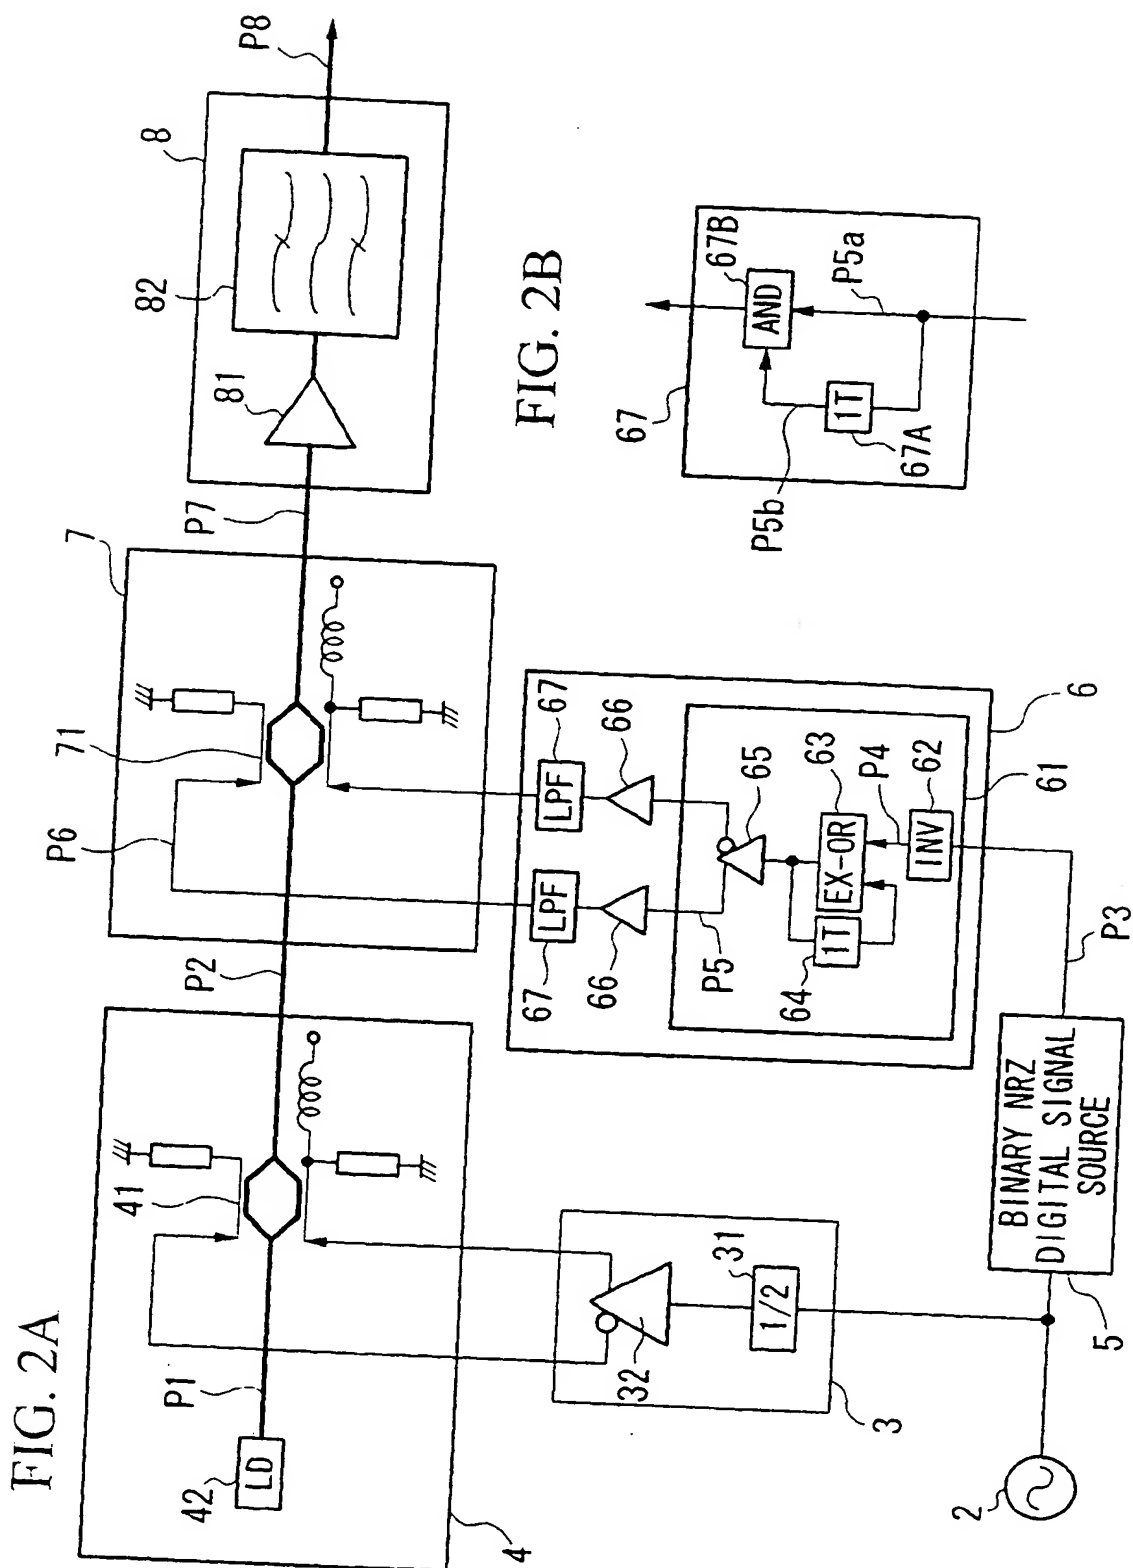 FIG. 2A
42
LD
P1
41
4
P2
7
P6
71
P7
8
81
82
P8
2
3
31
1/2
32
5
BINARY NRZ
DIGITAL SIGNAL
SOURCE
P3
6
61
62
INV
P4
63
EX-OR
64
1T
65
P5
66
66
67
LPF
67
LPF
FIG. 2B
67
67B
AND
P5a
P5b
1T
67A